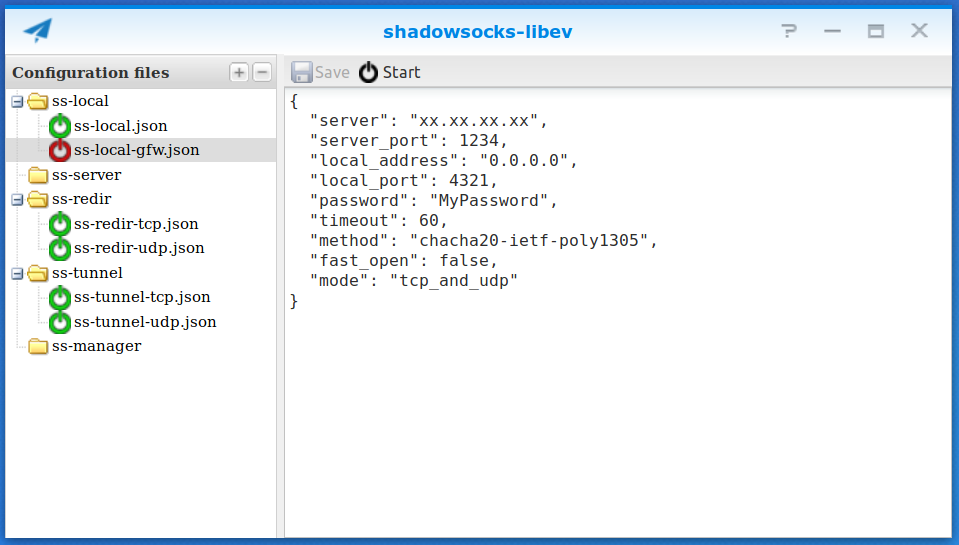 shadowsocks-libev
Configuration files
ss-local
ss-local.json
ss-local-gfw.json
ss-server
ss-redir
ss-redir-tcp.json
ss-redir-udp.json
ss-tunnel
ss-tunnel-tcp.json
ss-tunnel-udp.json
ss-manager
Save Start
{
"server": "xx.xx.xx.xx",
"server_port": 1234,
"local_address": "0.0.0.0",
"local_port": 4321,
"password": "MyPassword",
"timeout": 60,
"method": "chacha20-ietf-poly1305",
"fast_open": false,
"mode": "tcp_and_udp"
}